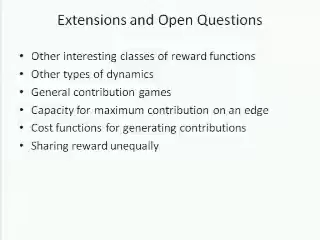 Extensions and Open Questions
• Other interesting classes of reward functions
• Other types of dynamics
• General contribution games
• Capacity for maximum contribution on an edge
• Cost functions for generating contributions
• Sharing reward unequally